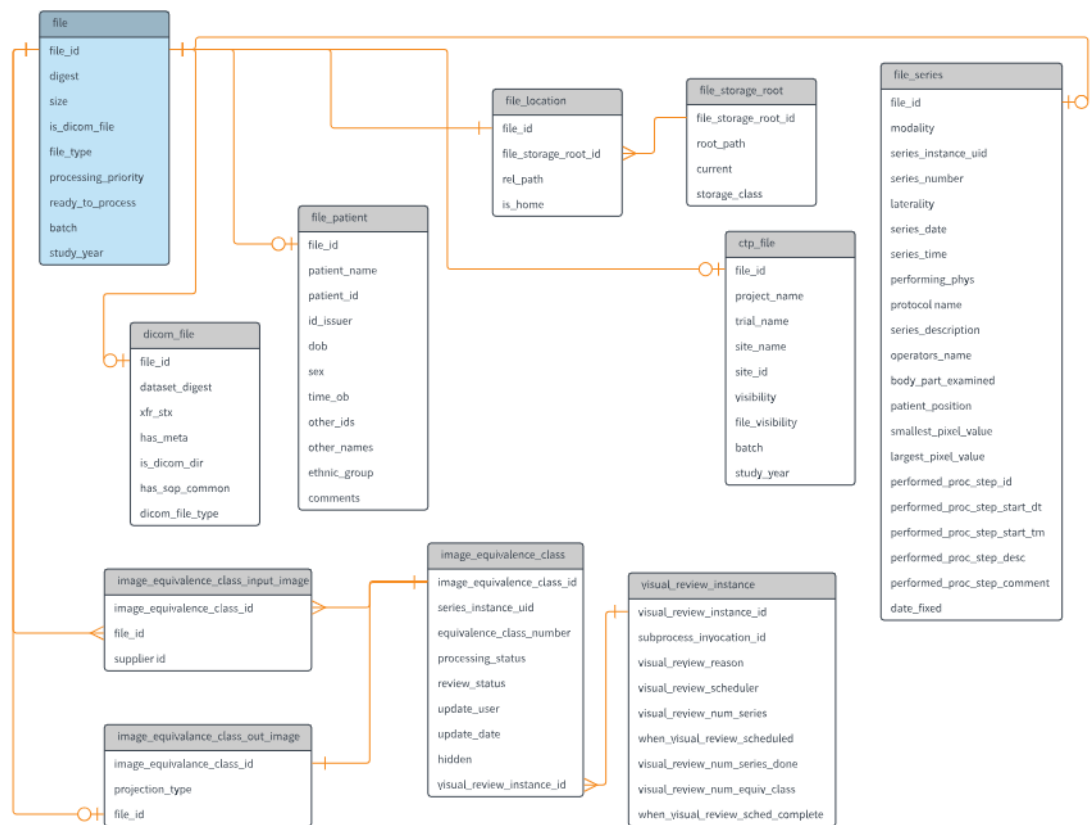 file
file_id
digest
size
is_dicom_file
file_type
processing_priority
ready_to_process
batch
study_year
file_location
file_id
file_storage_root_id
rel_path
is_home
file_storage_root
file_storage_root_id
root_path
current
storage_class
file_series
file_id
modality
series_instance_uid
series_number
laterality
series_date
series_time
performing_phys
protocol name
series_description
operators_name
body_part_examined
patient_position
smallest_pixel_value
largest_pixel_value
performed_proc_step_id
performed_proc_step_start_dt
performed_proc_step_start_tm
performed_proc_step_desc
performed_proc_step_comment
date_fixed
file_patient
file_id
patient_name
patient_id
id_issuer
dob
sex
time_ob
other_ids
other_names
ethnic_group
comments
ctp_file
file_id
project_name
trial_name
site_name
site_id
visibility
file_visibility
batch
study_year
dicom_file
file_id
dataset_digest
xfr_stx
has_meta
is_dicom_dir
has_sop_common
dicom_file_type
image_equivalence_class_input_image
image_equivalence_class_id
file_id
supplier id
image_equivalence_class
image_equivalence_class_id
series_instance_uid
equivalence_class_number
processing_status
review_status
update_user
update_date
hidden
visual_review_instance_id
visual_review_instance
visual_review_instance_id
subprocess_invocation_id
visual_review_reason
visual_review_scheduler
visual_review_num_series
when_visual_review_scheduled
visual_review_num_series_done
visual_review_num_equiv_class
when_visual_review_sched_complete
image_equivalance_class_out_image
image_equivalance_class_id
projection_type
file_id